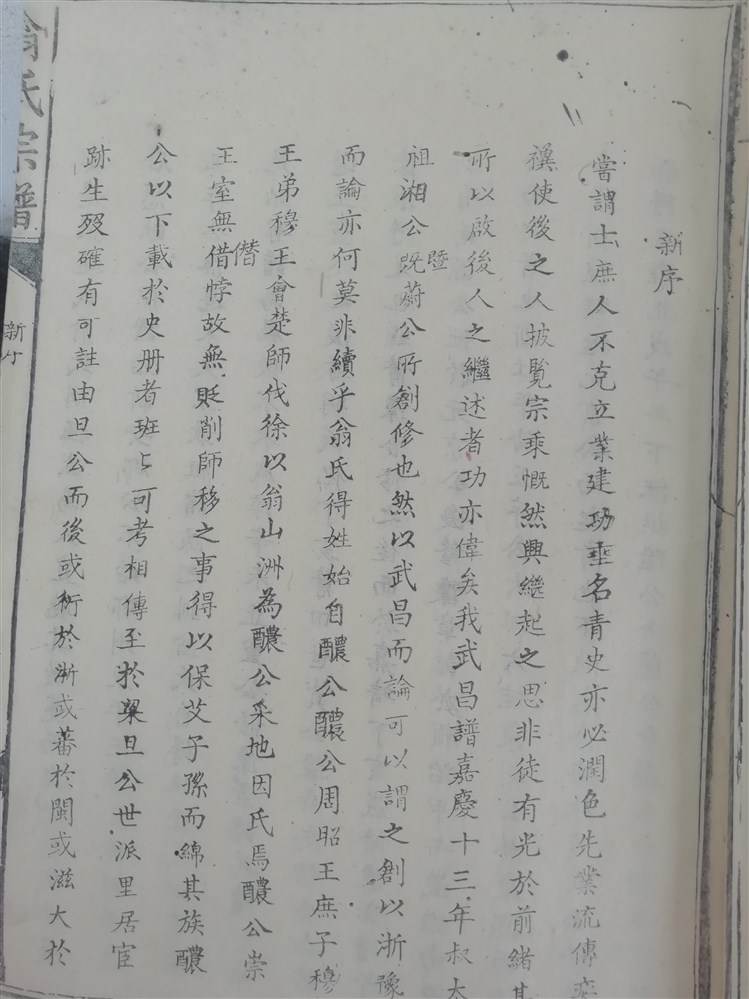 新序
嘗謂士庶人不克立業建功垂名青史亦必潤色先業流傳奕
禩使後之人披覧宗乘慨然興繼起之思非徒有光於前緒其
所以啟後人之繼述者功亦偉矣我武昌譜嘉慶十三年叔太
祖湘公既暨蔚公所創修也然以武昌而論可以謂之創以浙豫
而論亦何莫非續乎翁氏得姓始自醲公醲公周昭王庶子穆
王弟穆王會楚師伐徐以翁山洲為醲公采地因氏焉醲公崇
王室無借僭悖故無貶削師移之事得以保艾子孫而綿其族醲
公以下載於史册者班〻可考相傳至於梁旦公世派里居宦
跡生殁確有可註由旦公而後或衍於浙或蕃於閩或滋大於
翁氏宗譜
新序